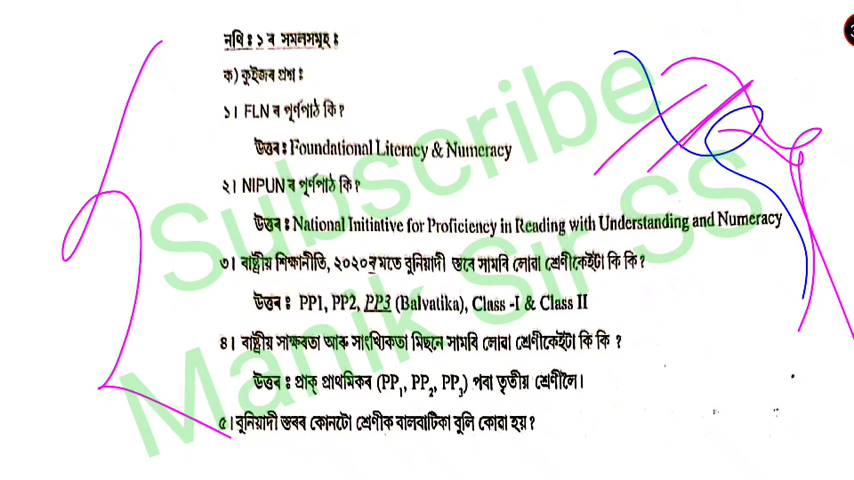 নথি ঃ ১ ৰ সমলসমূহ ঃ
ক) কুইজৰ প্ৰশ্ন ঃ
১। FLN ৰ পূৰ্ণপাঠ কি?
উত্তৰ ঃ Foundational Literacy & Numeracy
২। NIPUN ৰ পূৰ্ণপাঠ কি?
উত্তৰ ঃ National Initiative for Proficiency in Reading with Understanding and Numeracy
৩। ৰাষ্ট্ৰীয় শিক্ষানীতি, ২০২০ৰ মতে বুনিয়াদী স্তৰে সামৰি লোৱা শ্ৰেণীকেইটা কি কি?
উত্তৰ ঃ PP1, PP2, PP3 (Balvatika), Class -I & Class II
৪। ৰাষ্ট্ৰীয় সাক্ষৰতা আৰু সাংখ্যিকতা মিছনে সামৰি লোৱা শ্ৰেণীকেইটা কি কি ?
উত্তৰ ঃ প্ৰাক্ প্ৰাথমিকৰ (PP1, PP2, PP3) পৰা তৃতীয় শ্ৰেণীলৈ।
৫। বুনিয়াদী স্তৰৰ কোনটো শ্ৰেণীক বালবাটিকা বুলি কোৱা হয়?
Subscribe
Manik Sir SS